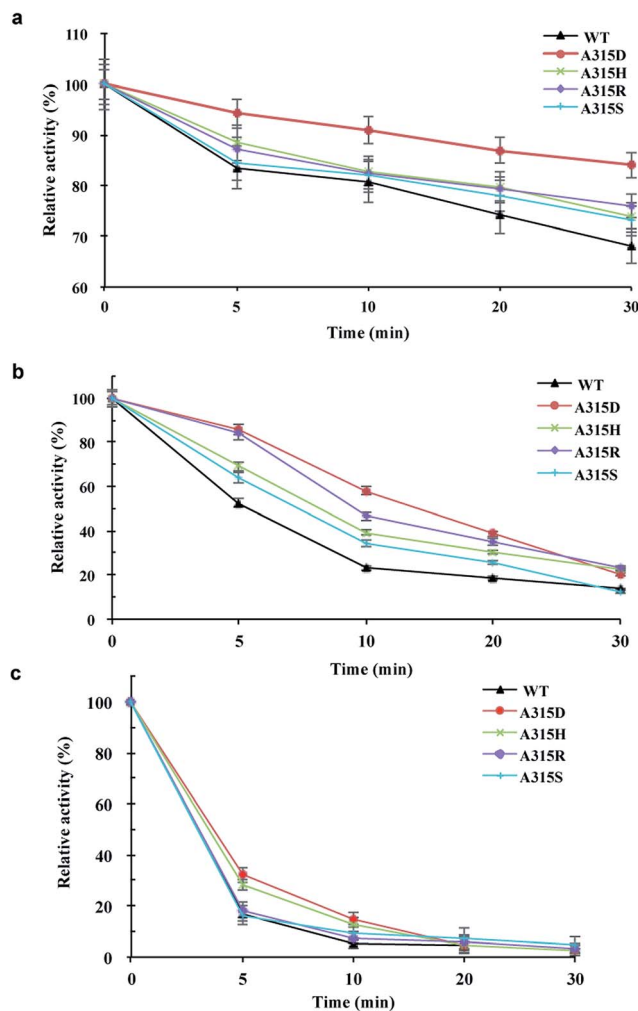 a
110
100
90
80
70
60
Relative activity (%)
0 5 10 20 30
Time (min)
WT
A315D
A315H
A315R
A315S
b
100
80
60
40
20
0
Relative activity (%)
0 5 10 20 30
Time (min)
WT
A315D
A315H
A315R
A315S
c
100
80
60
40
20
0
Relative activity (%)
0 5 10 20 30
Time (min)
WT
A315D
A315H
A315R
A315S